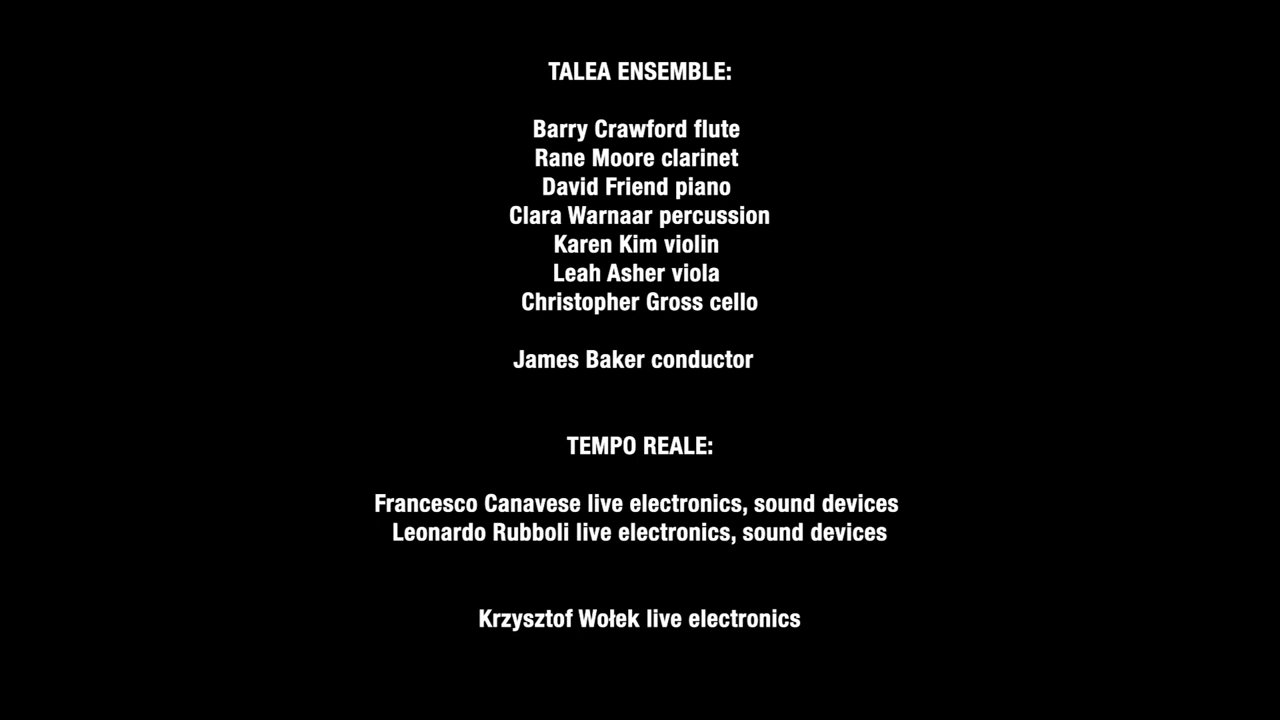 TALEA ENSEMBLE:
Barry Crawford flute
Rane Moore clarinet
David Friend piano
Clara Warnaar percussion
Karen Kim violin
Leah Asher viola
Christopher Gross cello
James Baker conductor
TEMPO REALE:
Francesco Canavese live electronics, sound devices
Leonardo Rubboli live electronics, sound devices
Krzysztof Wołek live electronics